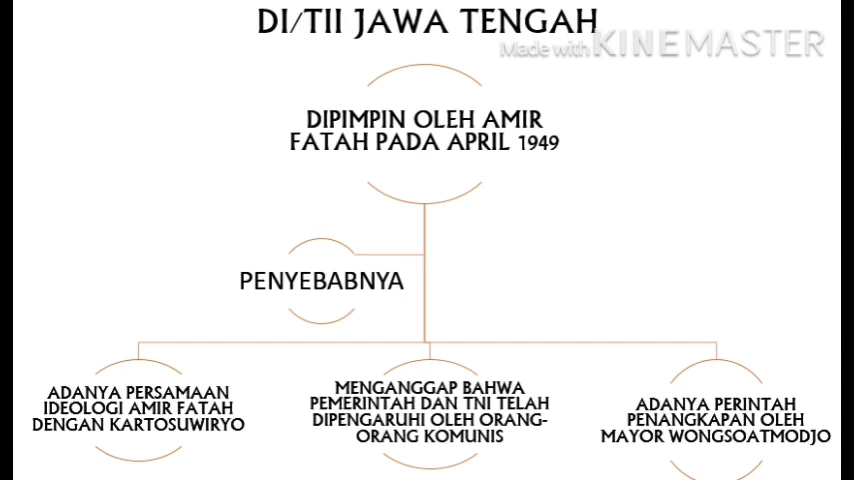 DI/TII JAWA TENGAH
Made with KINEMASTER
DIPIMPIN OLEH AMIR
FATAH PADA APRIL 1949
PENYEBABNYA
ADANYA PERSAMAAN
IDEOLOGI AMIR FATAH
DENGAN KARTOSUWIRYO
MENGANGGAP BAHWA
PEMERINTAH DAN TNI TELAH
DIPENGARUHI OLEH ORANG-
ORANG KOMUNIS
ADANYA PERINTAH
PENANGKAPAN OLEH
MAYOR WONGSOATMODJO